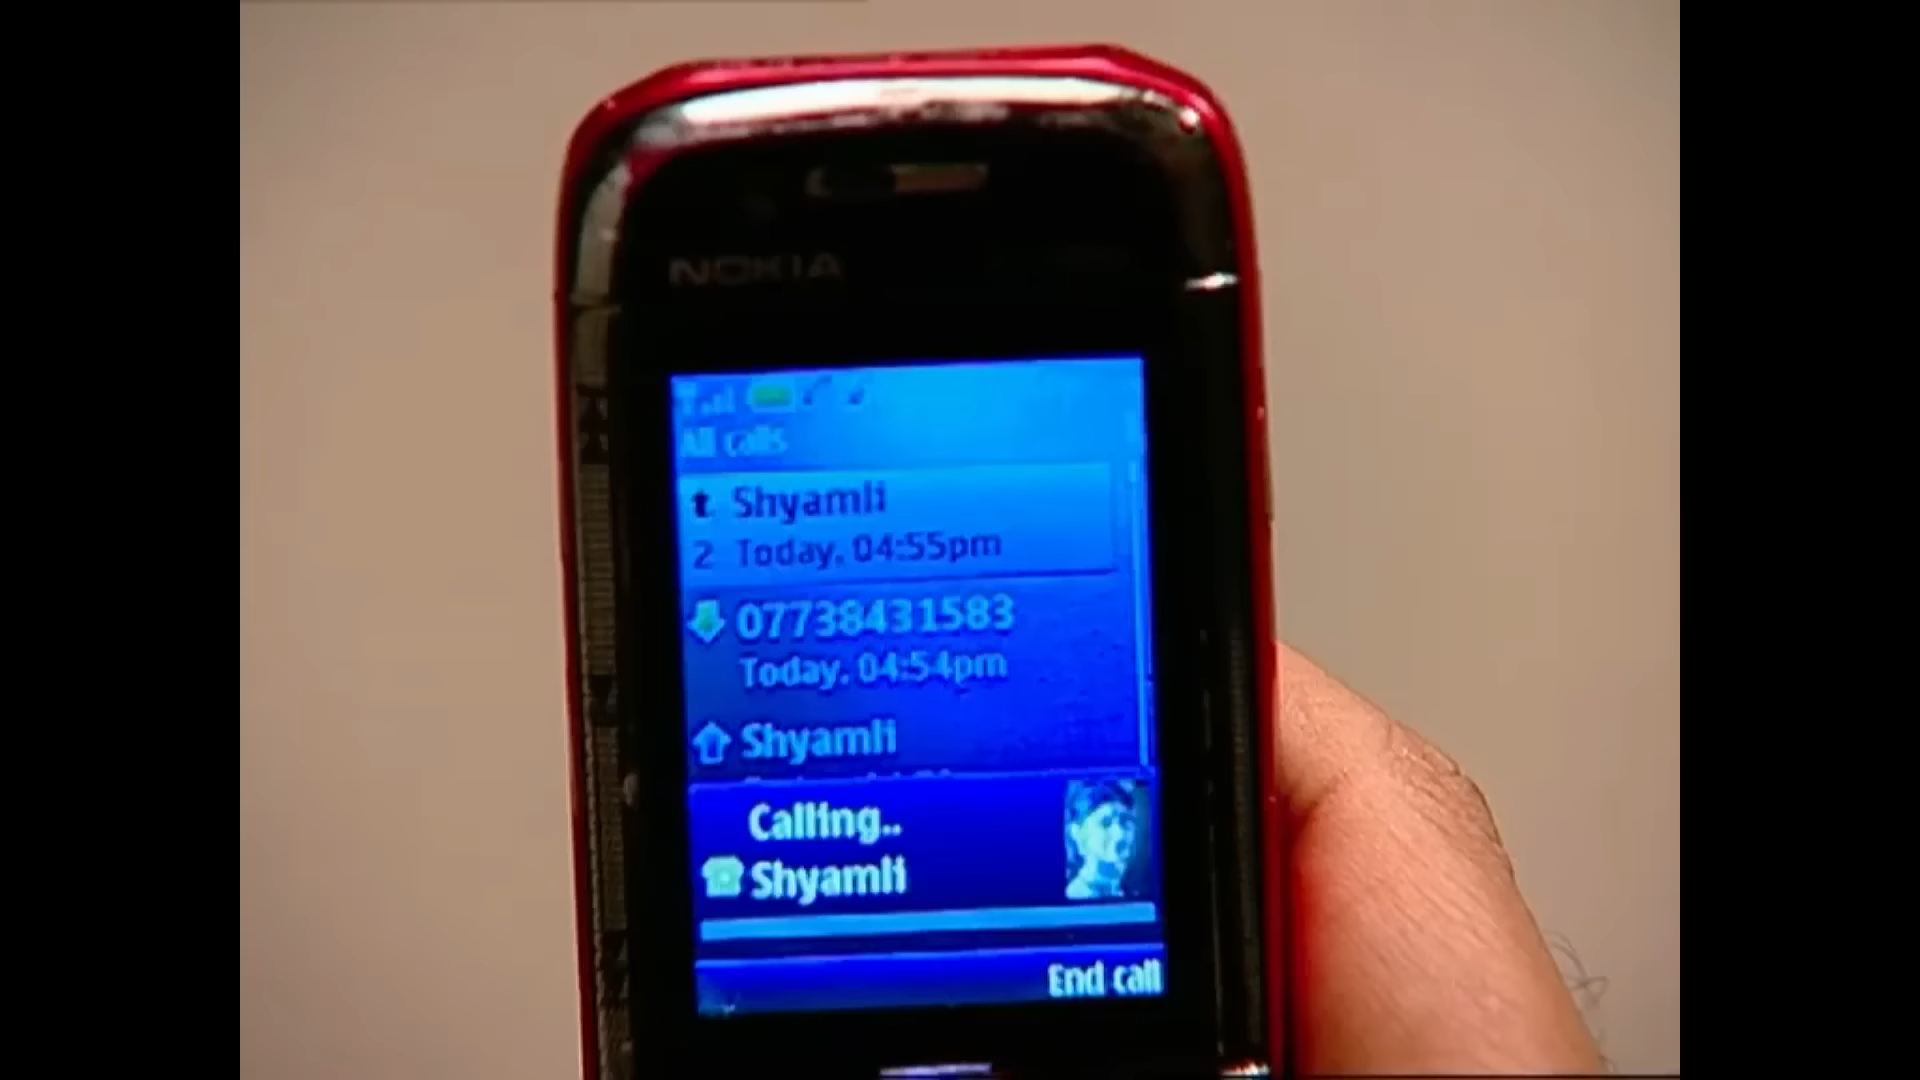 NOKIA
All calls
Shyamli
2 Today, 04:55pm
07738431583
Today, 04:54pm
Shyamli
Calling..
Shyamli
End call